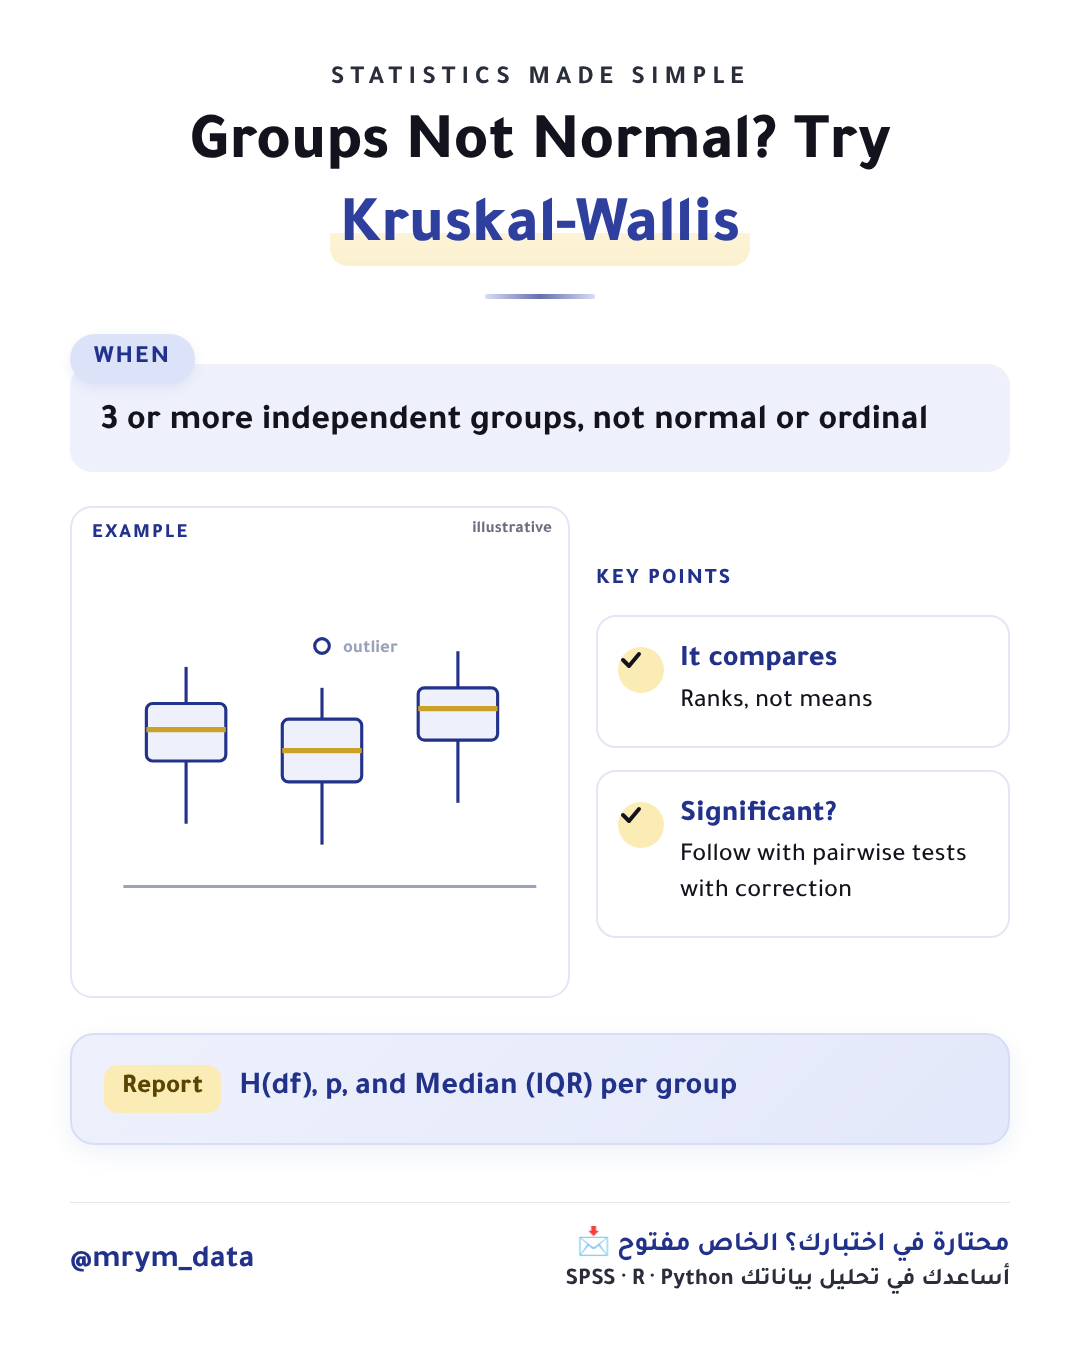 STATISTICS MADE SIMPLE
Groups Not Normal? Try
Kruskal-Wallis
WHEN
3 or more independent groups, not normal or ordinal
EXAMPLE
illustrative
outlier
KEY POINTS
It compares
Ranks, not means
Significant?
Follow with pairwise tests
with correction
Report
H(df), p, and Median (IQR) per group
@mrym_data
محتارة في اختبارك؟ الخاص مفتوح 📩
أساعدك في تحليل بياناتك SPSS · R · Python